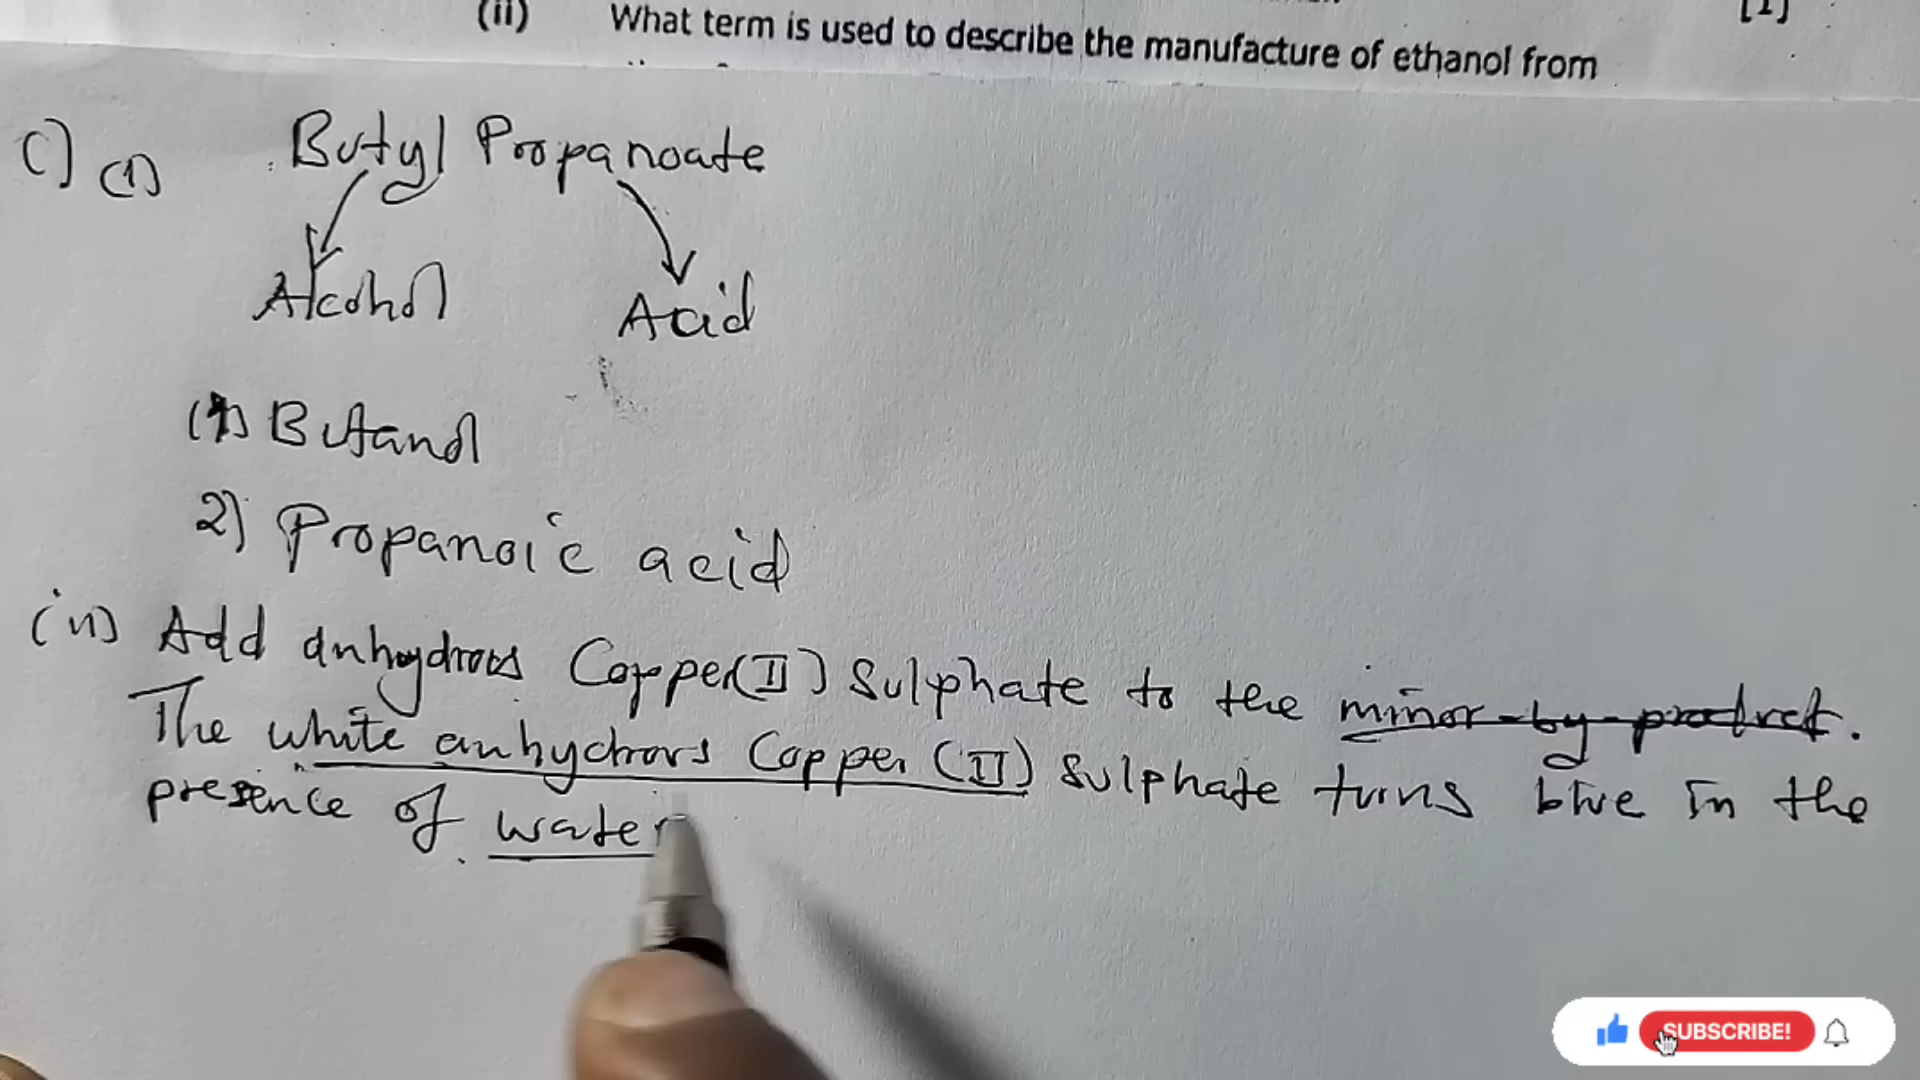 (ii) What term is used to describe the manufacture of ethanol from [1]
C) (i) Butyl Propanoate
Alcohol Acid
(1) Butanol
2) Propanoic acid
(ii) Add anhydrous Copper(II) Sulphate to the minor by product.
The white anhydrous Copper (II) Sulphate turns blue in the
presence of water
SUBSCRIBE!